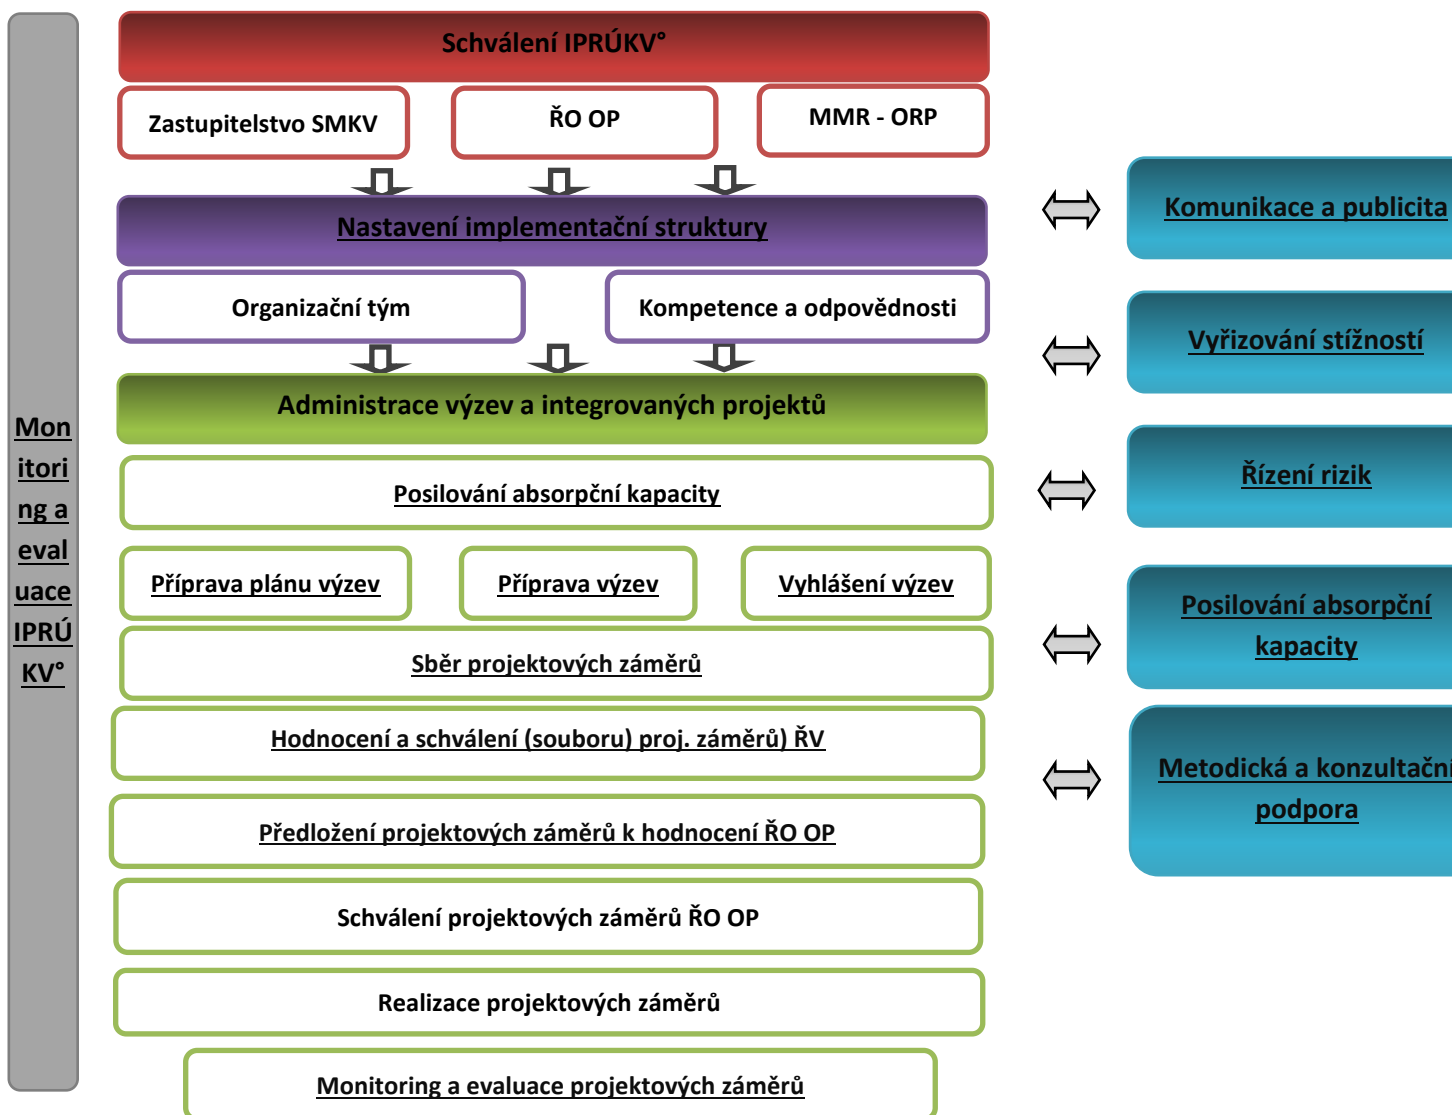 Schválení IPRÚKV°
Zastupitelstvo SMKV
ŘO OP
MMR - ORP
Nastavení implementační struktury
Organizační tým
Kompetence a odpovědnosti
Administrace výzev a integrovaných projektů
Posilování absorpční kapacity
Příprava plánu výzev
Příprava výzev
Vyhlášení výzev
Sběr projektových záměrů
Hodnocení a schválení (souboru) proj. záměrů) ŘV
Předložení projektových záměrů k hodnocení ŘO OP
Schválení projektových záměrů ŘO OP
Realizace projektových záměrů
Monitoring a evaluace projektových záměrů
Mon
itori
ng a
eval
uace
IPRÚ
KV°
Komunikace a publicita
Vyřizování stížností
Řízení rizik
Posilování absorpční
kapacity
Metodická a konzultační
podpora